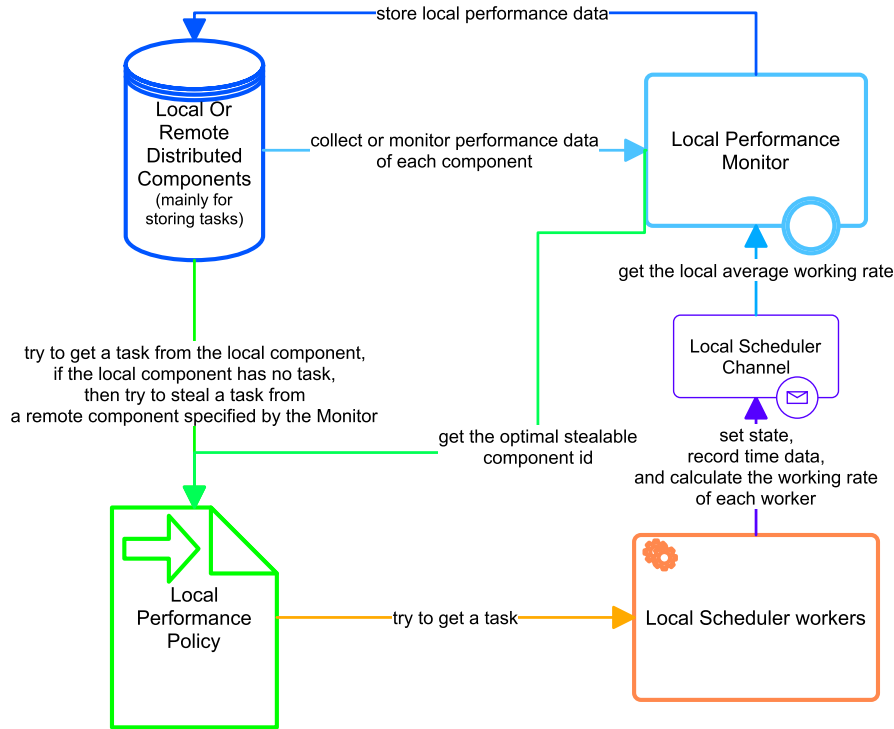 store local performance data
Local Or
Remote
Distributed
Components
(mainly for
storing tasks)
collect or monitor performance data
of each component
Local Performance
Monitor
get the local average working rate
Local Scheduler
Channel
try to get a task from the local component,
if the local component has no task,
then try to steal a task from
a remote component specified by the Monitor
get the optimal stealable
component id
set state,
record time data,
and calculate the working rate
of each worker
Local
Performance
Policy
try to get a task
Local Scheduler workers